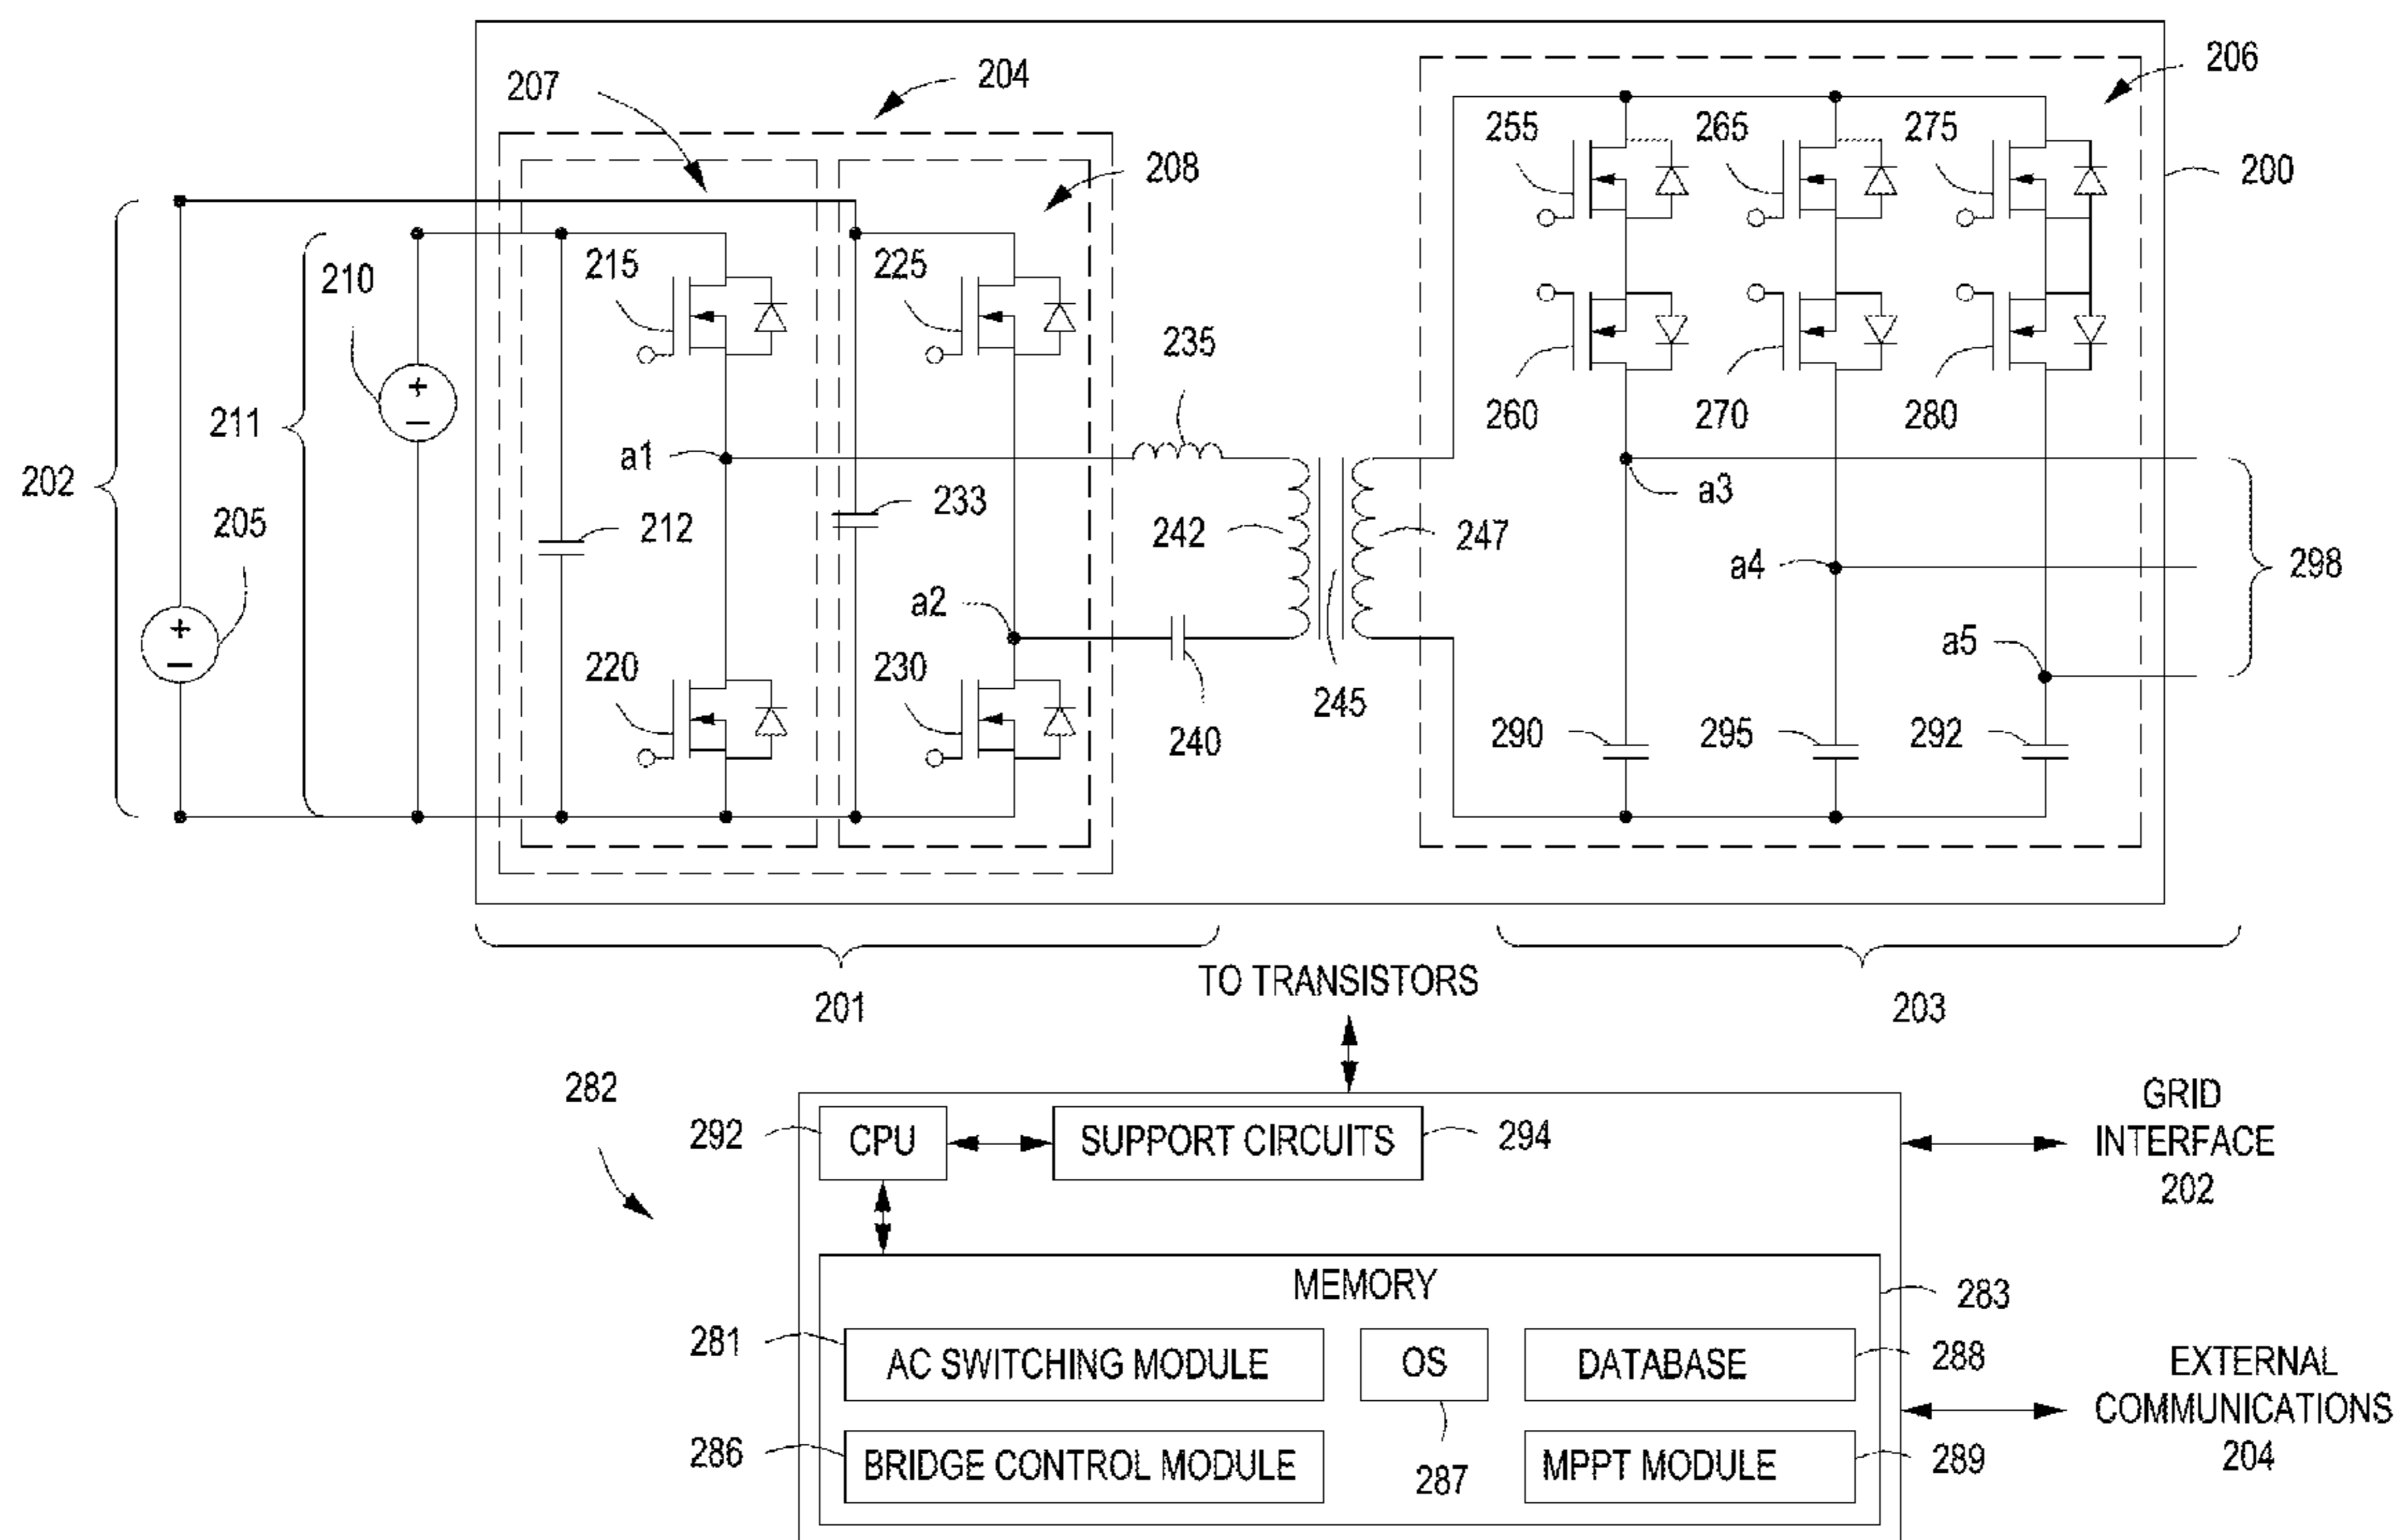 204
206
207
255
265
275
208
200
210
215
225
235
211
260
270
280
a1
a3
202
205
212
233
242
247
a4
298
a2
a5
220
230
240
245
290
295
292
201
TO TRANSISTORS
203
282
292
CPU
SUPPORT CIRCUITS
294
GRID
INTERFACE
202
MEMORY
283
281
AC SWITCHING MODULE
OS
DATABASE
288
EXTERNAL
COMMUNICATIONS
204
286
BRIDGE CONTROL MODULE
287
MPPT MODULE
289
+
−
+
−